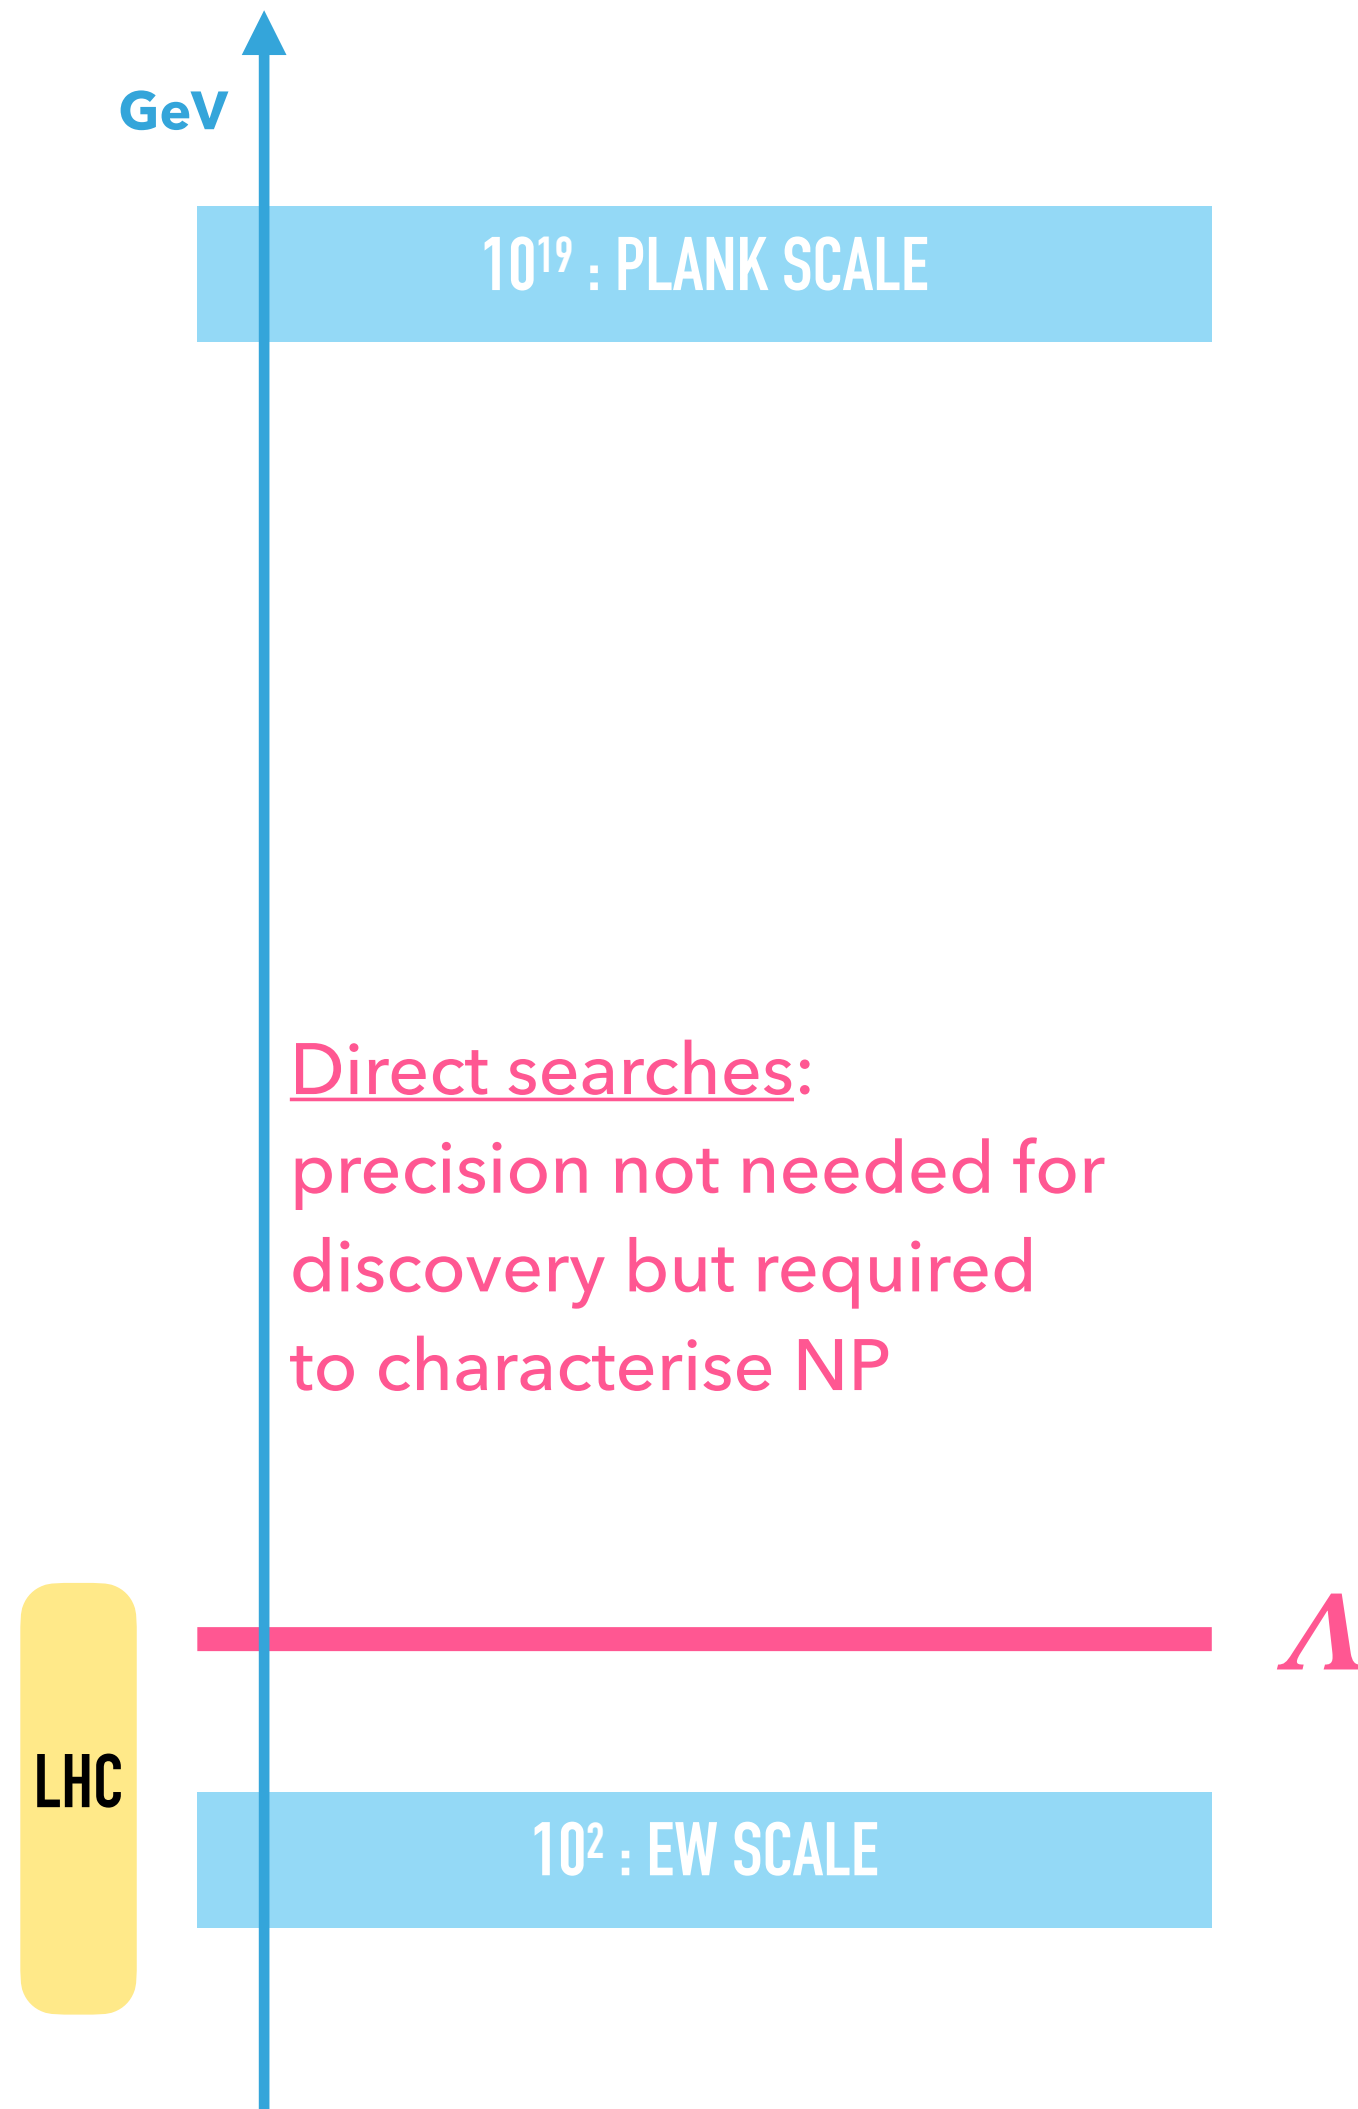 GeV
10¹⁹ : PLANK SCALE
Direct searches:
precision not needed for
discovery but required
to characterise NP
Λ
LHC
10² : EW SCALE